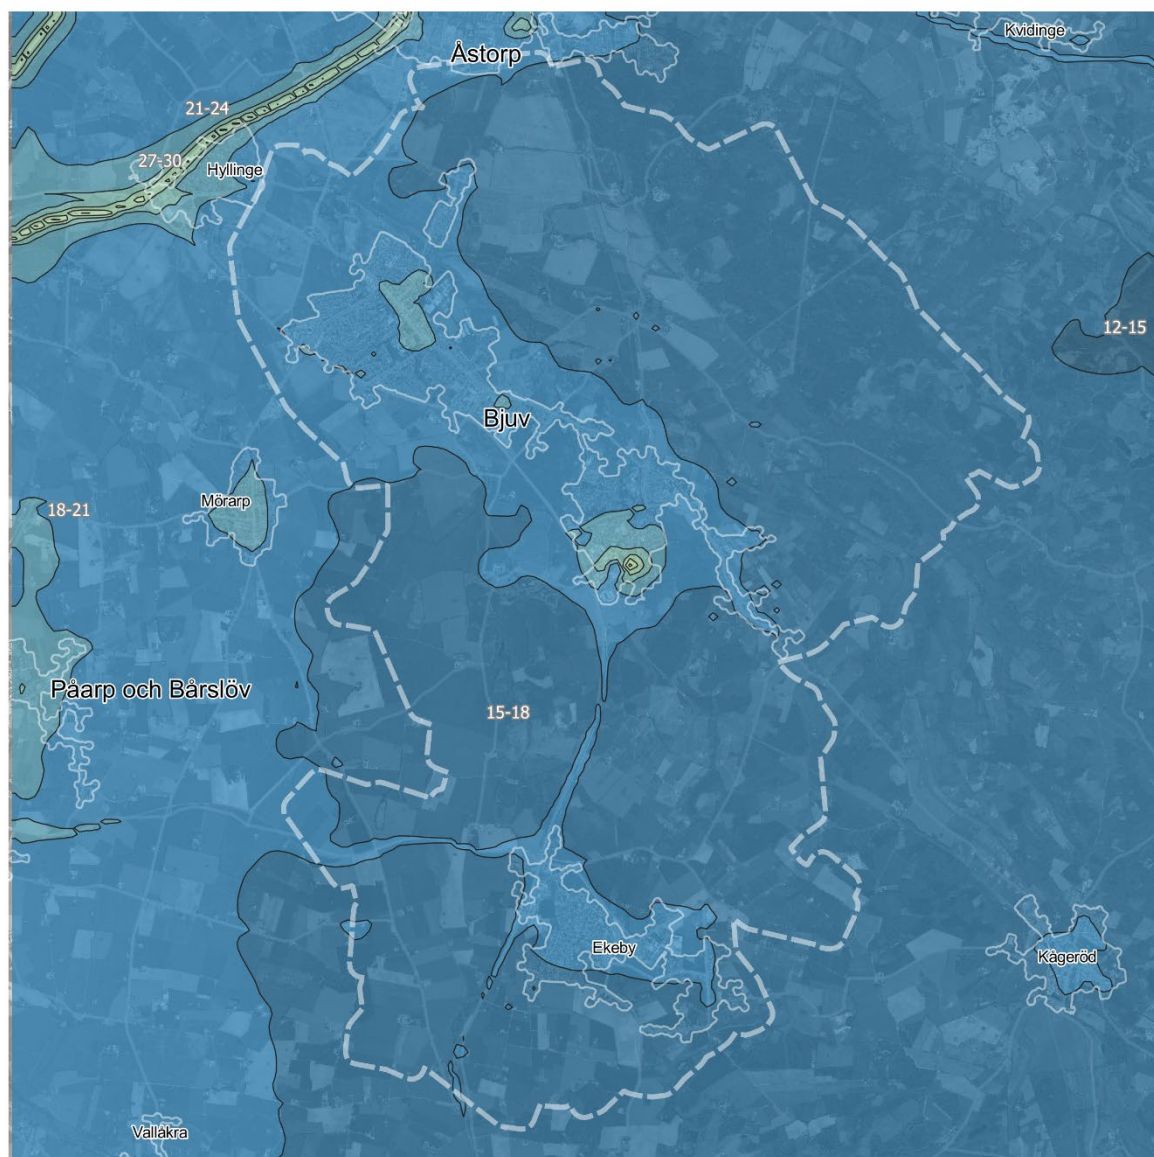 Kvidinge
Åstorp
21-24
27-30
Hyllinge
12-15
Bjuv
Mörarp
18-21
Påarp och Bårslöv
15-18
Ekeby
Kågeröd
Vallåkra